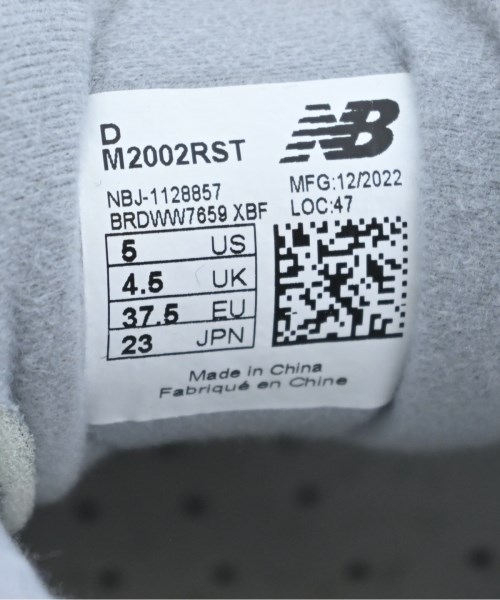 D
M2002RST
NB
NBJ-1128857
BRDWW7659 XBF
MFG:12/2022
LOC:47
5 US
4.5 UK
37.5 EU
23 JPN
Made in China
Fabriqué en Chine